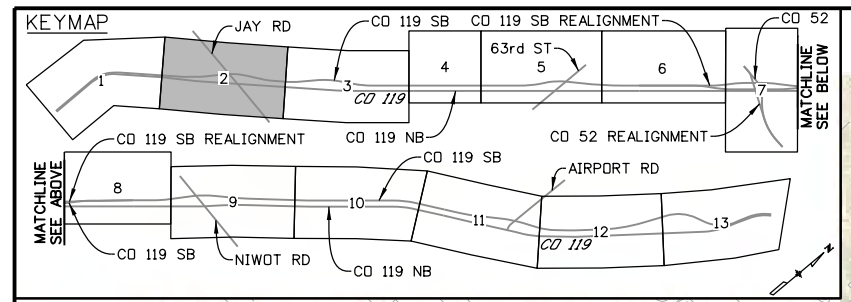 KEYMAP
JAY RD
CO 119 SB
CO 119 SB REALIGNMENT
CO 52
63rd ST
1
2
3
4
5
6
7
CO 119
CO 119 NB
CO 52 REALIGNMENT
MATCHLINE
SEE BELOW
CO 119 SB REALIGNMENT
CO 119 SB
AIRPORT RD
MATCHLINE
SEE ABOVE
8
9
10
11
12
13
CO 119
CO 119 SB
NIWOT RD
CO 119 NB
N